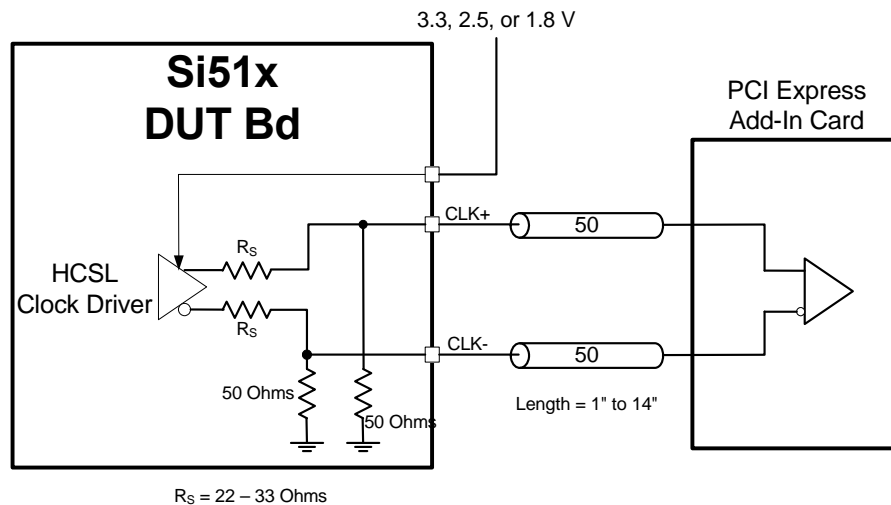 3.3, 2.5, or 1.8 V
Si51x
DUT Bd
PCI Express
Add-In Card
CLK+
50
RS
HCSL
Clock Driver
RS
CLK-
50
50 Ohms
50 Ohms
Length = 1" to 14"
RS = 22 – 33 Ohms